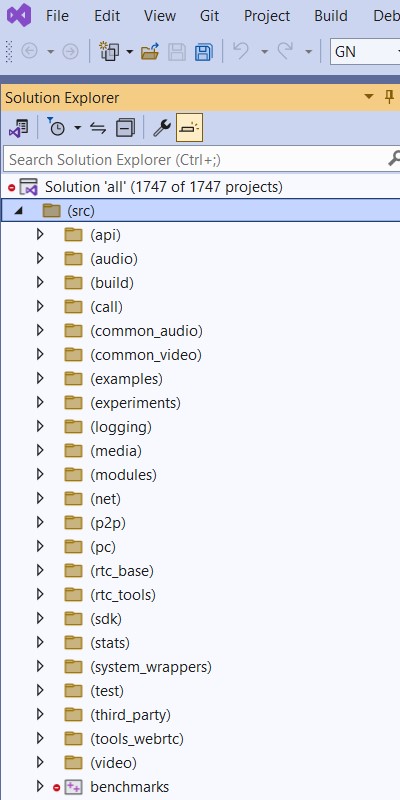 File Edit View Git Project Build Deb
GN
Solution Explorer
Search Solution Explorer (Ctrl+;)
Solution 'all' (1747 of 1747 projects)
(src)
(api)
(audio)
(build)
(call)
(common_audio)
(common_video)
(examples)
(experiments)
(logging)
(media)
(modules)
(net)
(p2p)
(pc)
(rtc_base)
(rtc_tools)
(sdk)
(stats)
(system_wrappers)
(test)
(third_party)
(tools_webrtc)
(video)
benchmarks